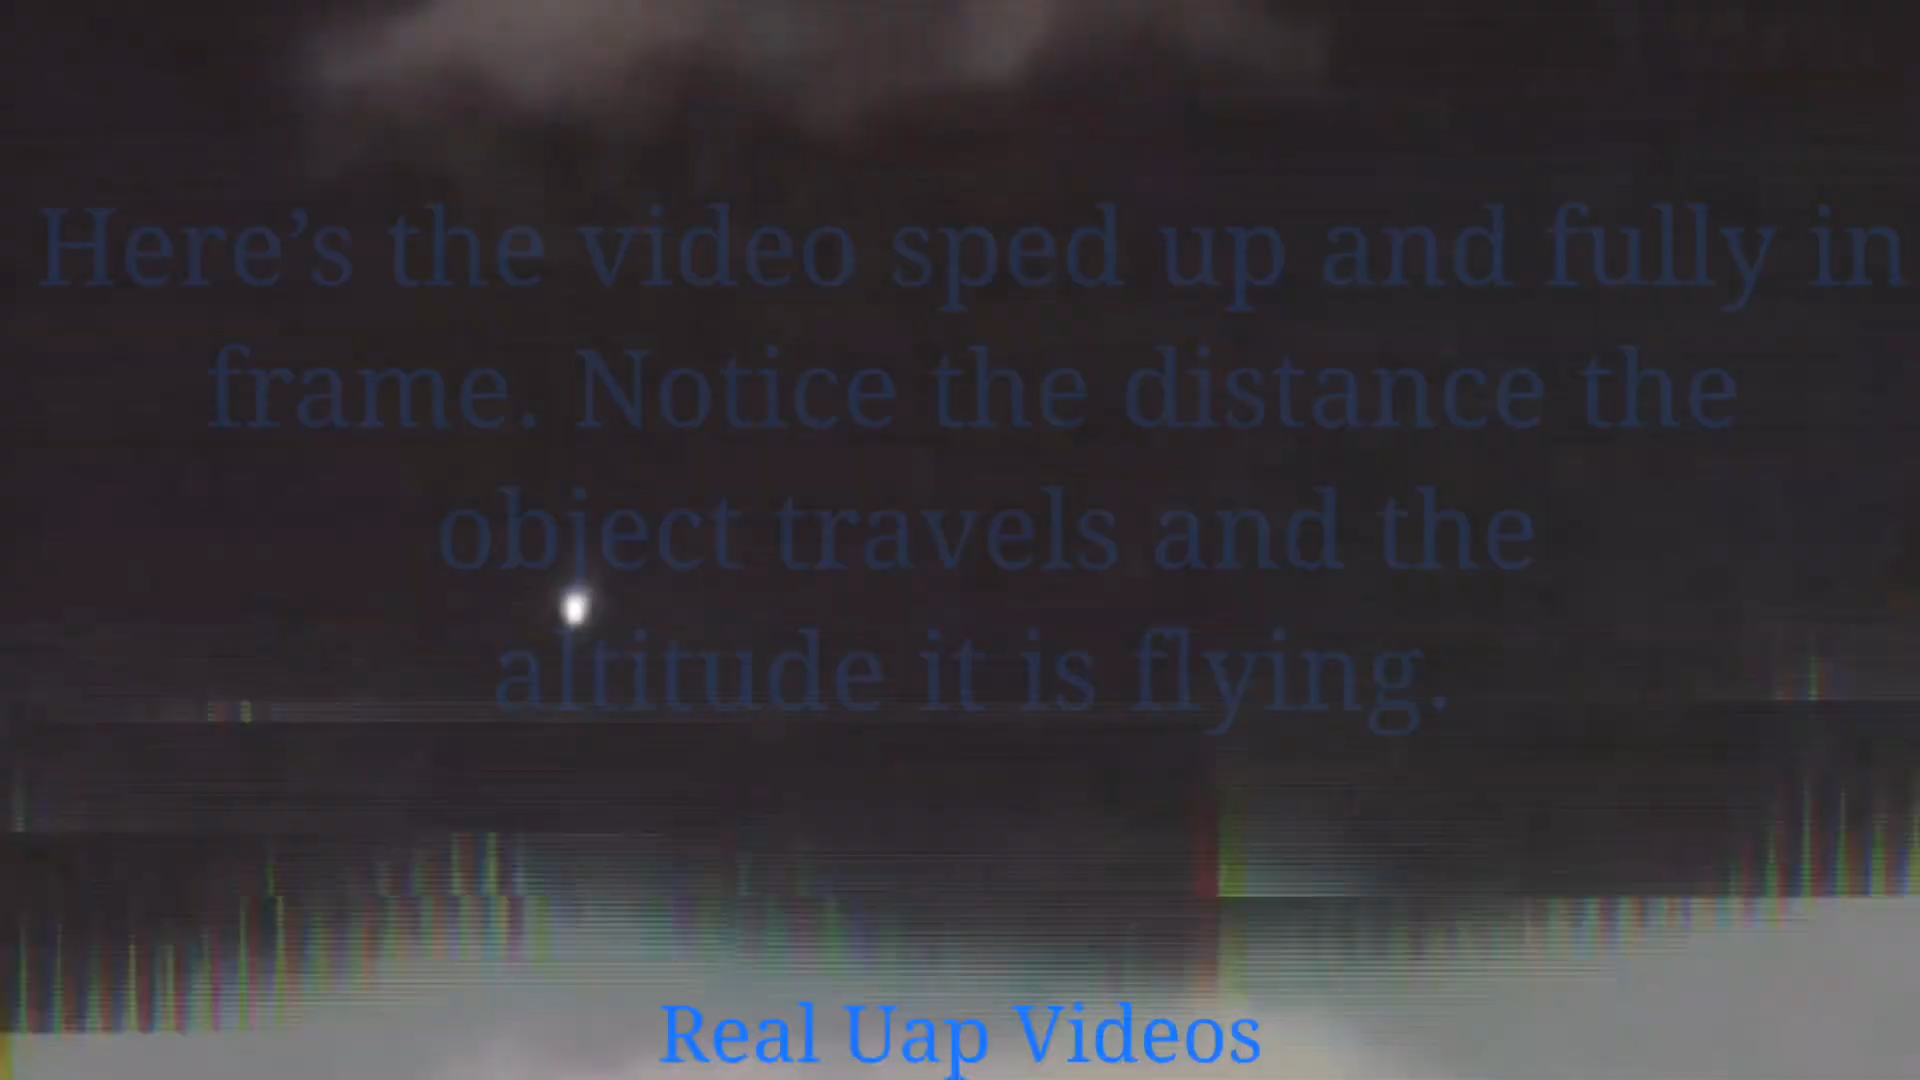 Here’s the video sped up and fully in
frame. Notice the distance the
object travels and the
altitude it is flying.
Real Uap Videos